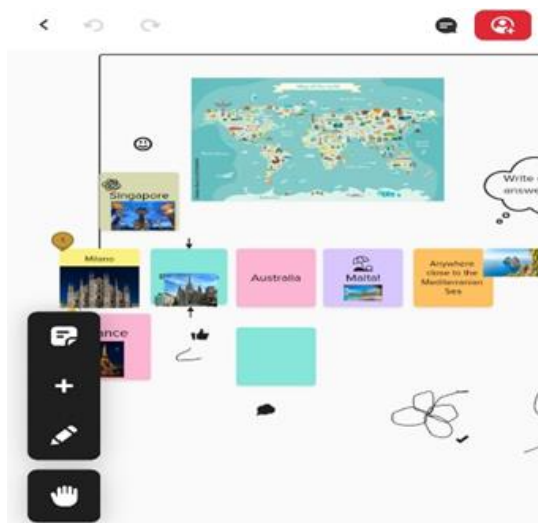 Singapore
Write
answe
Milano
Australia
Malta!
Anywhere
close to the
Mediterranean
Sea
ance